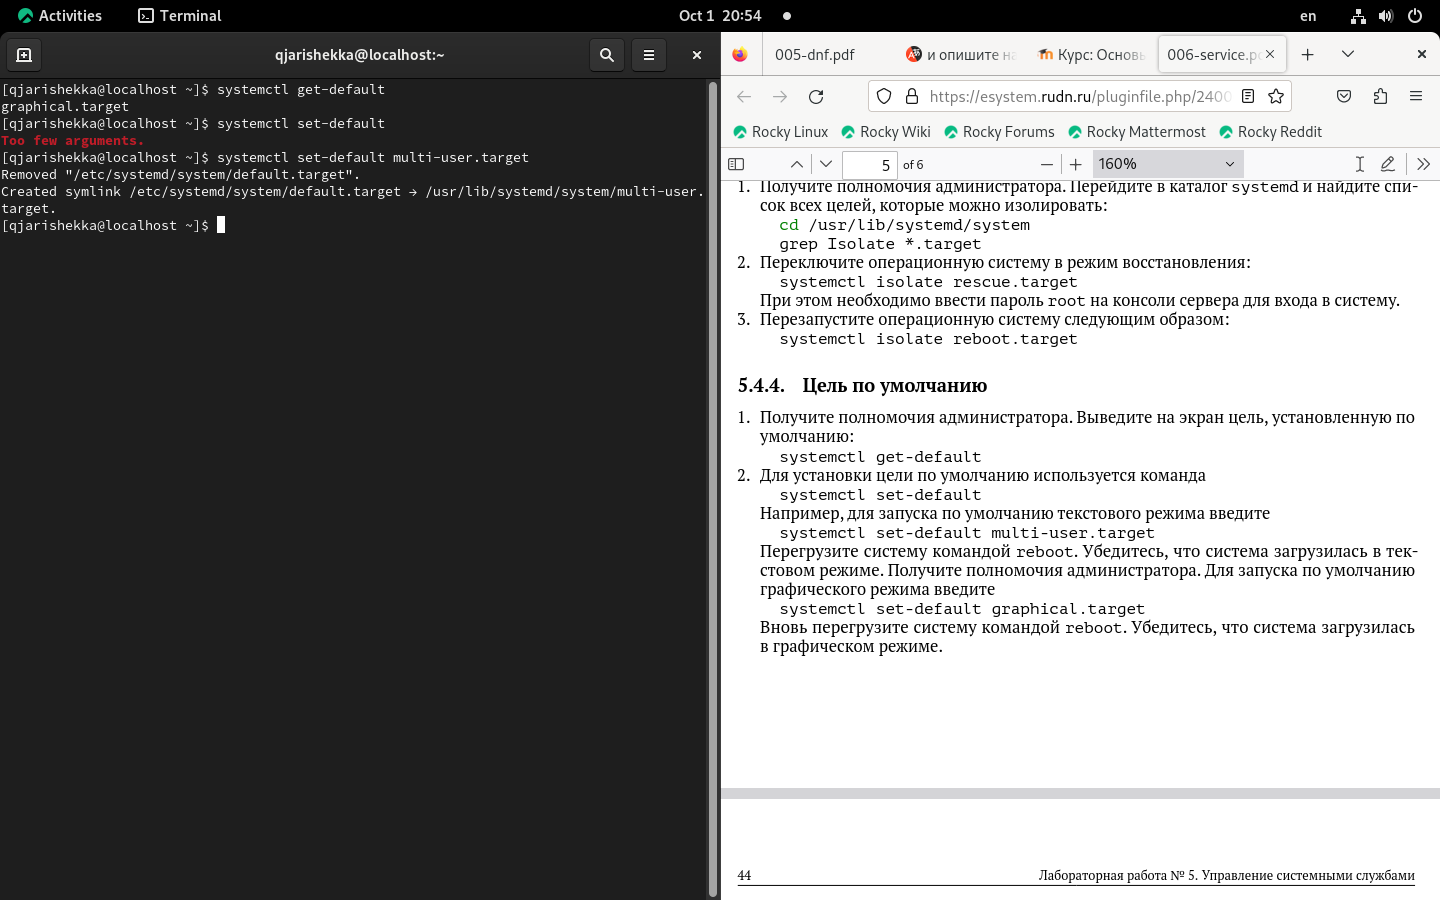 Activities
Terminal
Oct 1 20:54
en
qjarishekka@localhost:~
[qjarishekka@localhost ~]$ systemctl get-default
graphical.target
[qjarishekka@localhost ~]$ systemctl set-default
Too few arguments.
[qjarishekka@localhost ~]$ systemctl set-default multi-user.target
Removed "/etc/systemd/system/default.target".
Created symlink /etc/systemd/system/default.target → /usr/lib/systemd/system/multi-user.
target.
[qjarishekka@localhost ~]$
005-dnf.pdf
и опишите на
Курс: Основы
006-service.pd
https://esystem.rudn.ru/pluginfile.php/2400
Rocky Linux
Rocky Wiki
Rocky Forums
Rocky Mattermost
Rocky Reddit
5 of 6
160%
1. Получите полномочия администратора. Перейдите в каталог systemd и найдите спи-
сок всех целей, которые можно изолировать:
cd /usr/lib/systemd/system
grep Isolate *.target
2. Переключите операционную систему в режим восстановления:
systemctl isolate rescue.target
При этом необходимо ввести пароль root на консоли сервера для входа в систему.
3. Перезапустите операционную систему следующим образом:
systemctl isolate reboot.target
5.4.4. Цель по умолчанию
1. Получите полномочия администратора. Выведите на экран цель, установленную по
умолчанию:
systemctl get-default
2. Для установки цели по умолчанию используется команда
systemctl set-default
Например, для запуска по умолчанию текстового режима введите
systemctl set-default multi-user.target
Перегрузите систему командой reboot. Убедитесь, что система загрузилась в тек-
стовом режиме. Получите полномочия администратора. Для запуска по умолчанию
графического режима введите
systemctl set-default graphical.target
Вновь перегрузите систему командой reboot. Убедитесь, что система загрузилась
в графическом режиме.
44
Лабораторная работа № 5. Управление системными службами